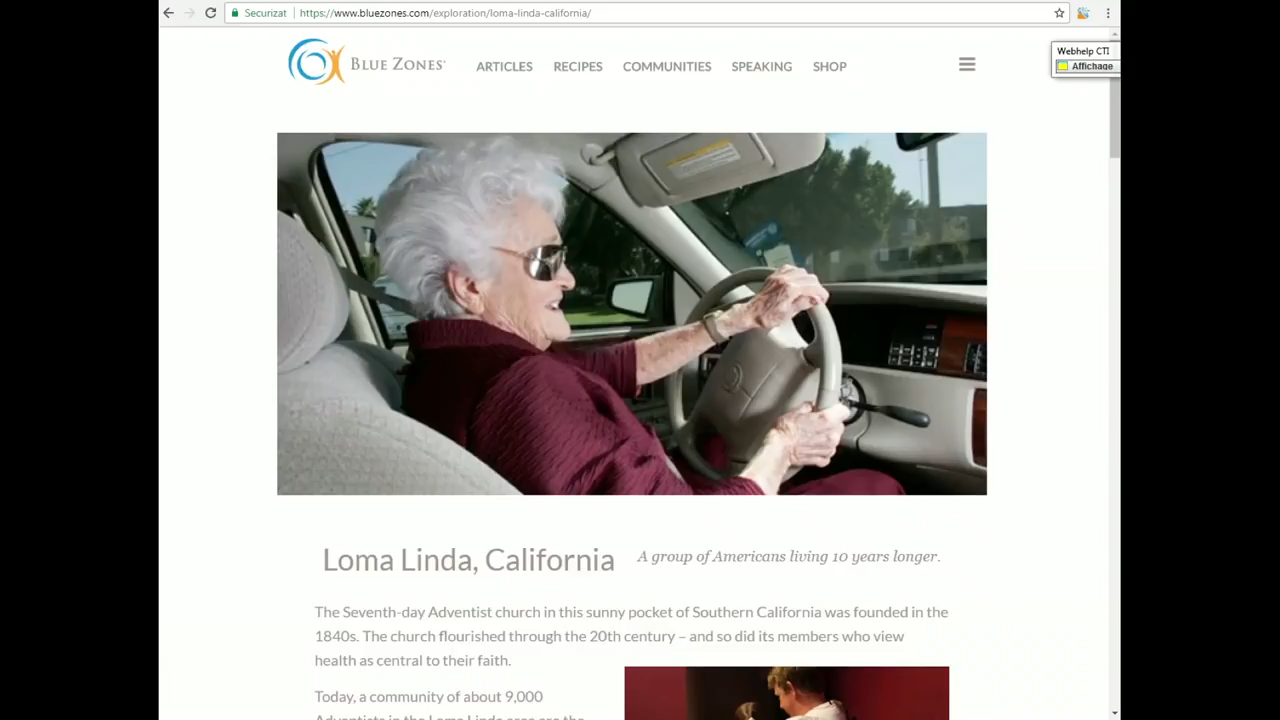 Securizat
https://www.bluezones.com/exploration/loma-linda-california/
Webhelp CTI
Affichage
BLUE ZONES
ARTICLES RECIPES COMMUNITIES SPEAKING SHOP
Loma Linda, California
A group of Americans living 10 years longer.
The Seventh-day Adventist church in this sunny pocket of Southern California was founded in the
1840s. The church flourished through the 20th century – and so did its members who view
health as central to their faith.
Today, a community of about 9,000
Adventists in the Loma Linda area are the